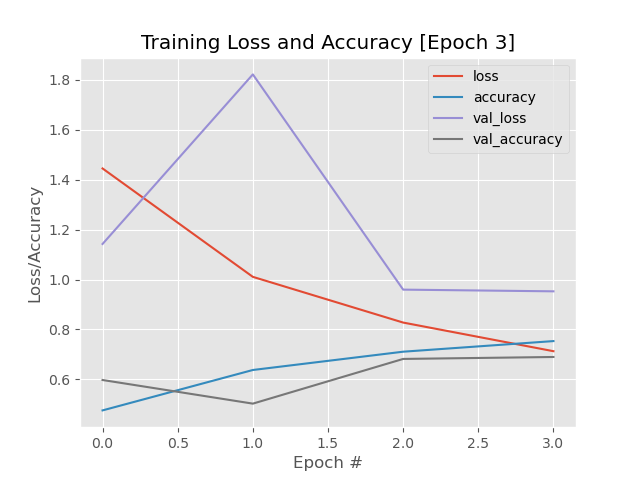 Training Loss and Accuracy [Epoch 3]
loss
accuracy
val_loss
val_accuracy
Loss/Accuracy
1.8
1.6
1.4
1.2
1.0
0.8
0.6
0.0 0.5 1.0 1.5 2.0 2.5 3.0
Epoch #